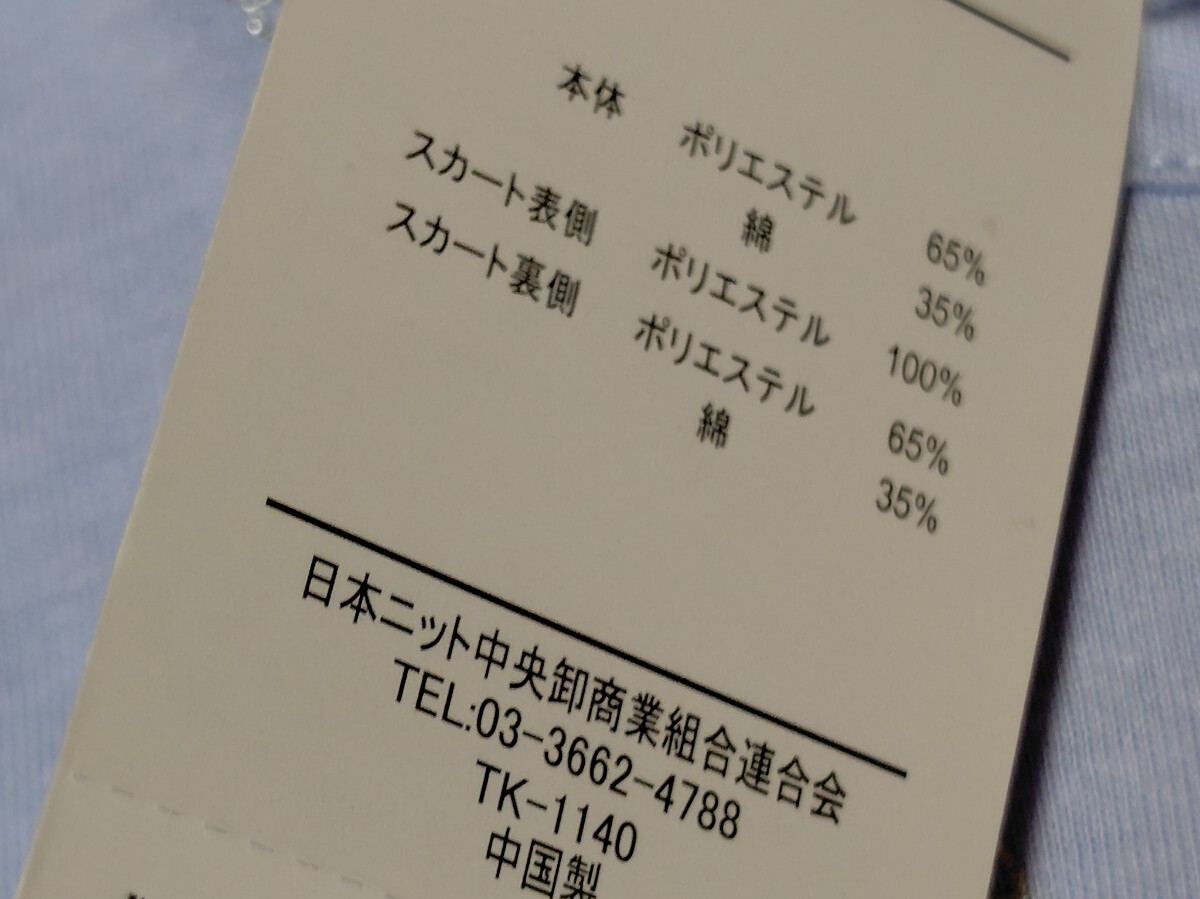 本体 ポリエステル 65%
綿 35%
スカート表側 ポリエステル 100%
スカート裏側 ポリエステル 65%
綿 35%
日本ニット中央卸商業組合連合会
TEL:03-3662-4788
TK-1140
中国製